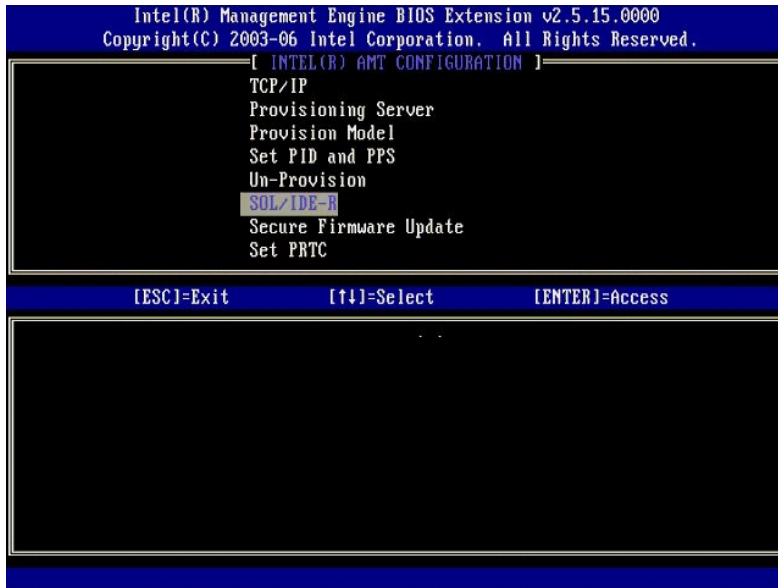 Intel(R) Management Engine BIOS Extension v2.5.15.0000
Copyright(C) 2003-06 Intel Corporation. All Rights Reserved.
[ INTEL(R) AMT CONFIGURATION ]
TCP/IP
Provisioning Server
Provision Model
Set PID and PPS
Un-Provision
SOL/IDE-R
Secure Firmware Update
Set PRTC
[ESC]=Exit [↑↓]=Select [ENTER]=Access